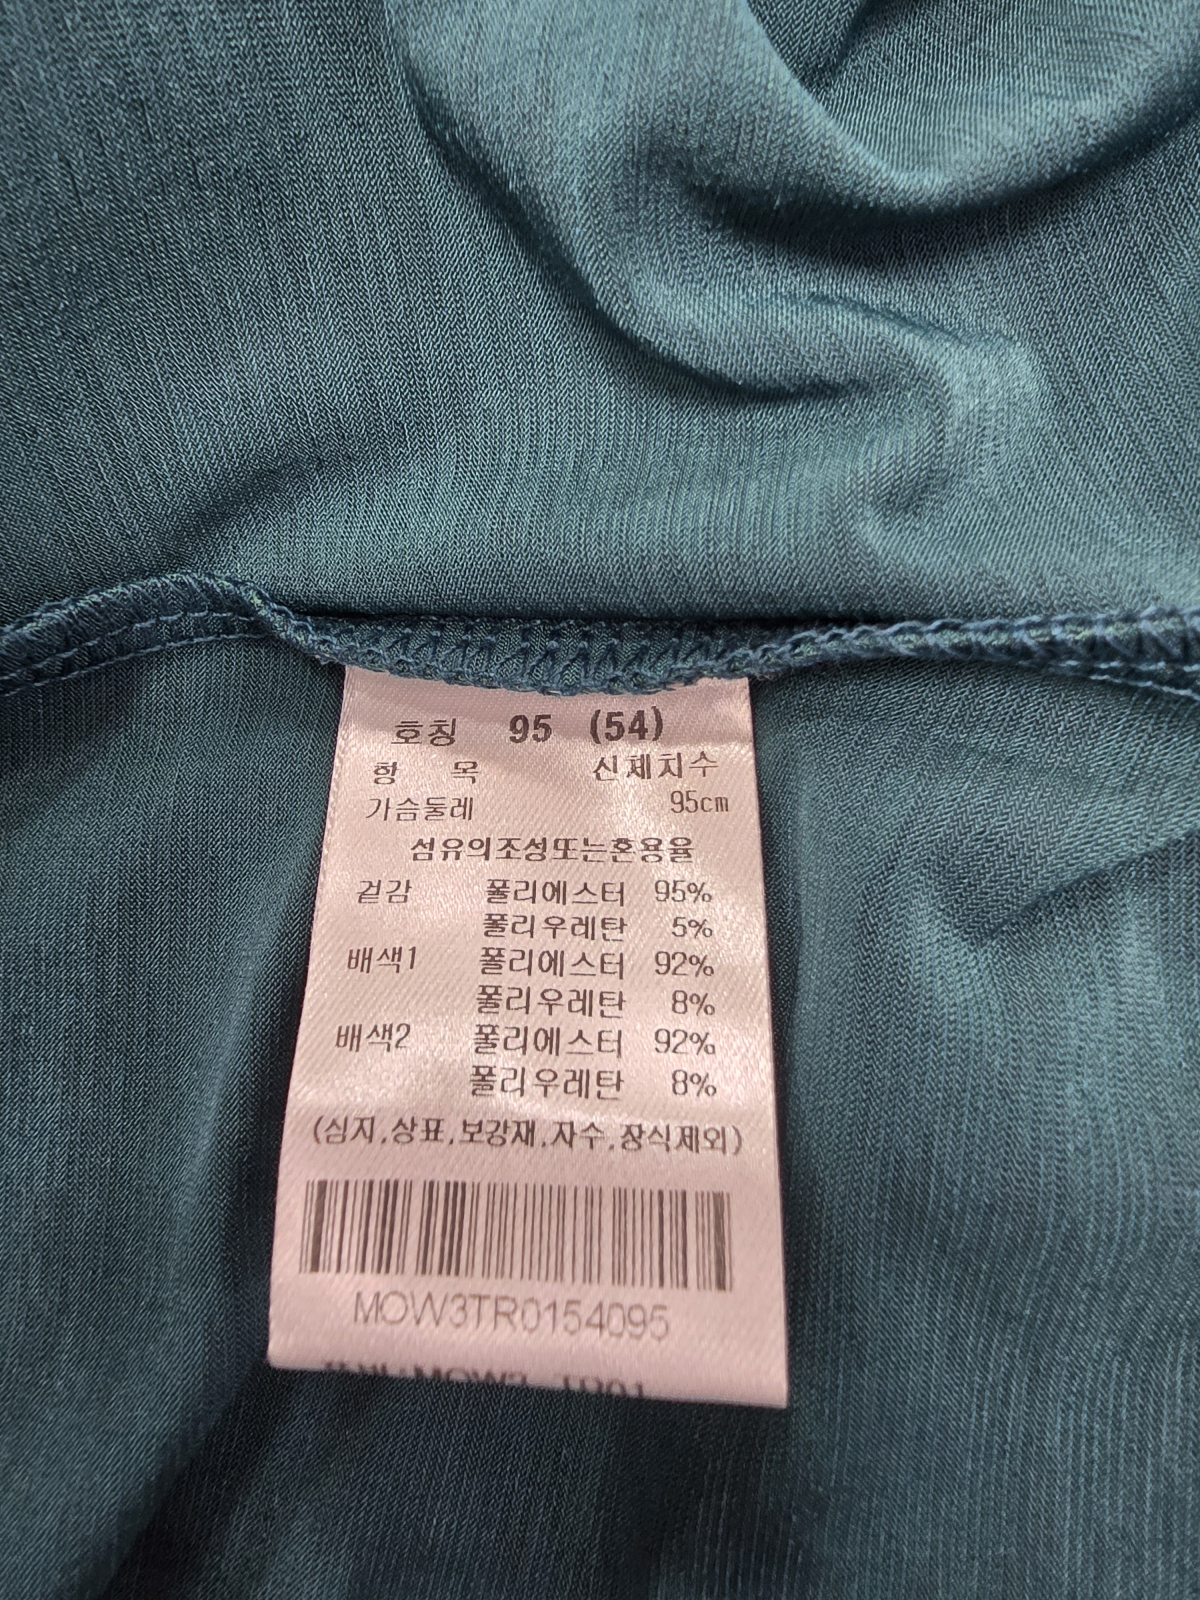 호칭 95 (54)
항 목 신체치수
가슴둘레 95cm
섬유의조성또는혼용율
겉감 폴리에스터 95%
폴리우레탄 5%
배색1 폴리에스터 92%
폴리우레탄 8%
배색2 폴리에스터 92%
폴리우레탄 8%
(심지,상표,보강재,자수,장식제외)
MOW3TR0154095